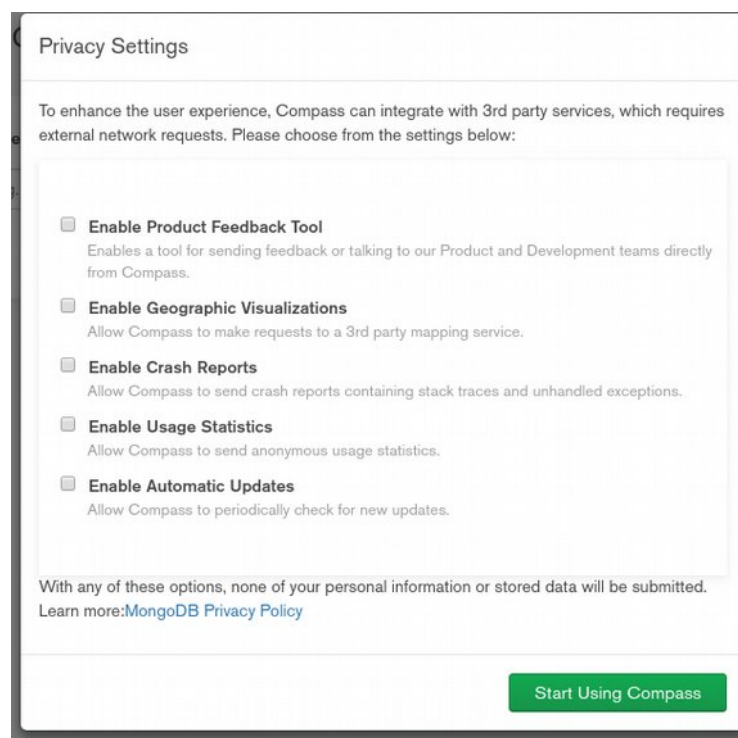 Privacy Settings
To enhance the user experience, Compass can integrate with 3rd party services, which requires
external network requests. Please choose from the settings below:
Enable Product Feedback Tool
Enables a tool for sending feedback or talking to our Product and Development teams directly
from Compass.
Enable Geographic Visualizations
Allow Compass to make requests to a 3rd party mapping service.
Enable Crash Reports
Allow Compass to send crash reports containing stack traces and unhandled exceptions.
Enable Usage Statistics
Allow Compass to send anonymous usage statistics.
Enable Automatic Updates
Allow Compass to periodically check for new updates.
With any of these options, none of your personal information or stored data will be submitted.
Learn more:MongoDB Privacy Policy
Start Using Compass